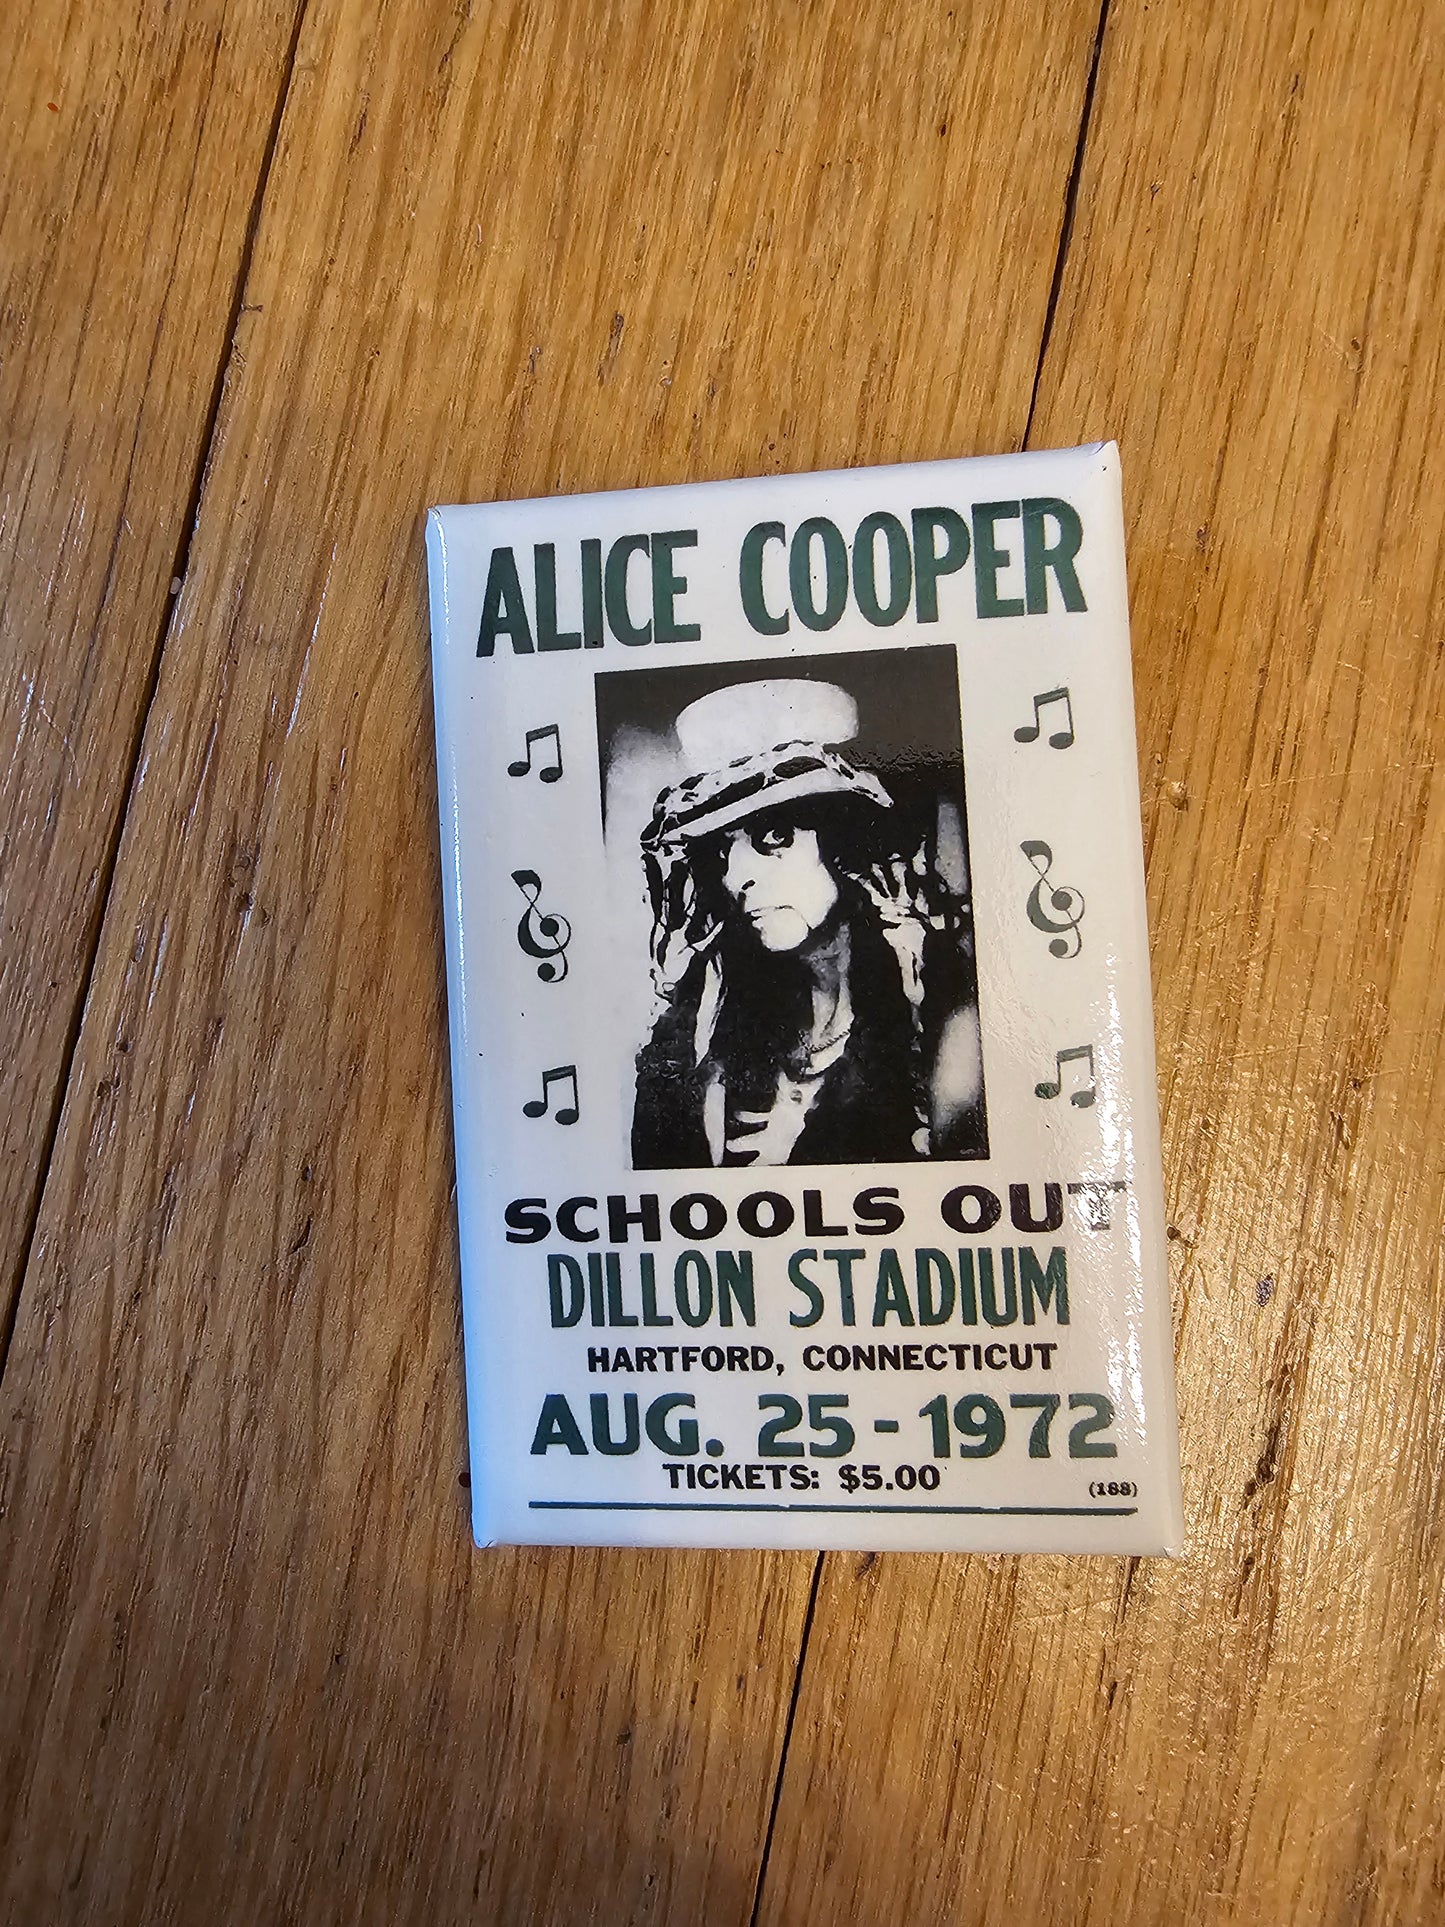 ALICE COOPER
SCHOOLS OUT
DILLON STADIUM
HARTFORD, CONNECTICUT
AUG. 25 - 1972
TICKETS: $5.00
(188)